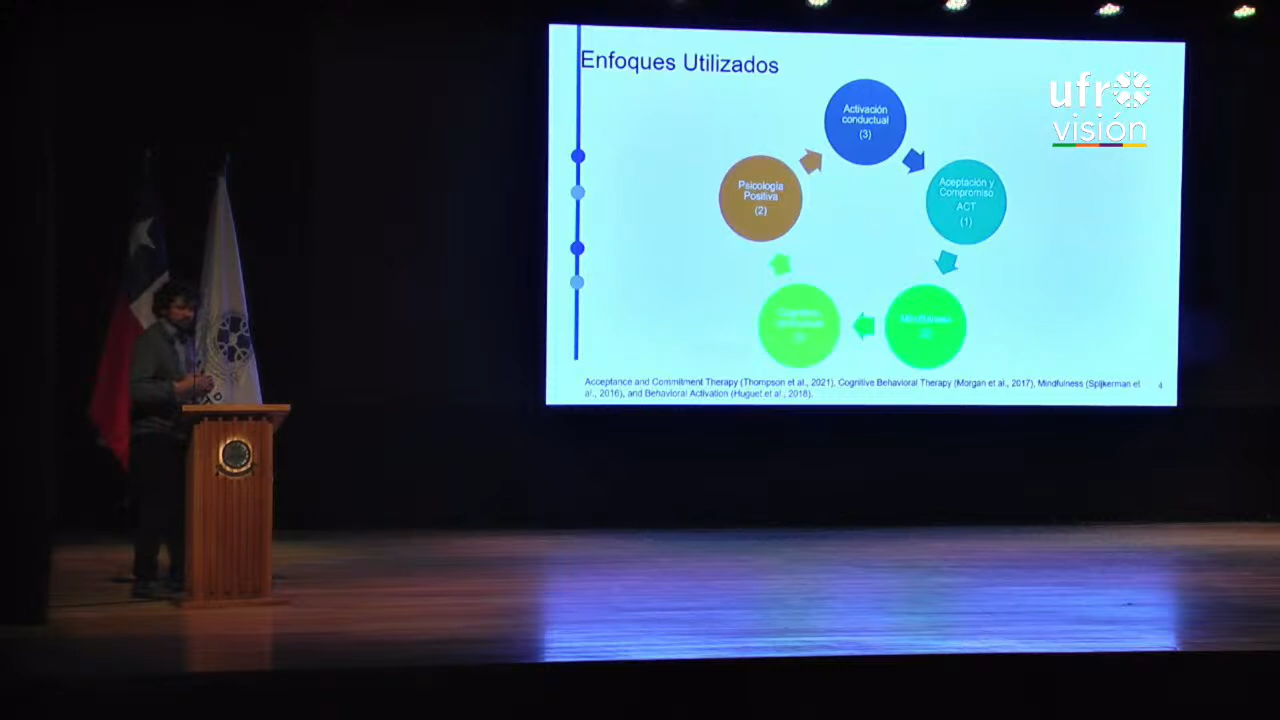 Enfoques Utilizados
ufro
visión
Activación
conductual
(3)
Psicología
Positiva
(2)
Aceptación y
Compromiso
ACT
(1)
Mindfulness
Acceptance and Commitment Therapy (Thompson et al., 2021), Cognitive Behavioral Therapy (Morgan et al., 2017), Mindfulness (Spijkerman et
al., 2016), and Behavioral Activation (Huguet et al., 2018).
4